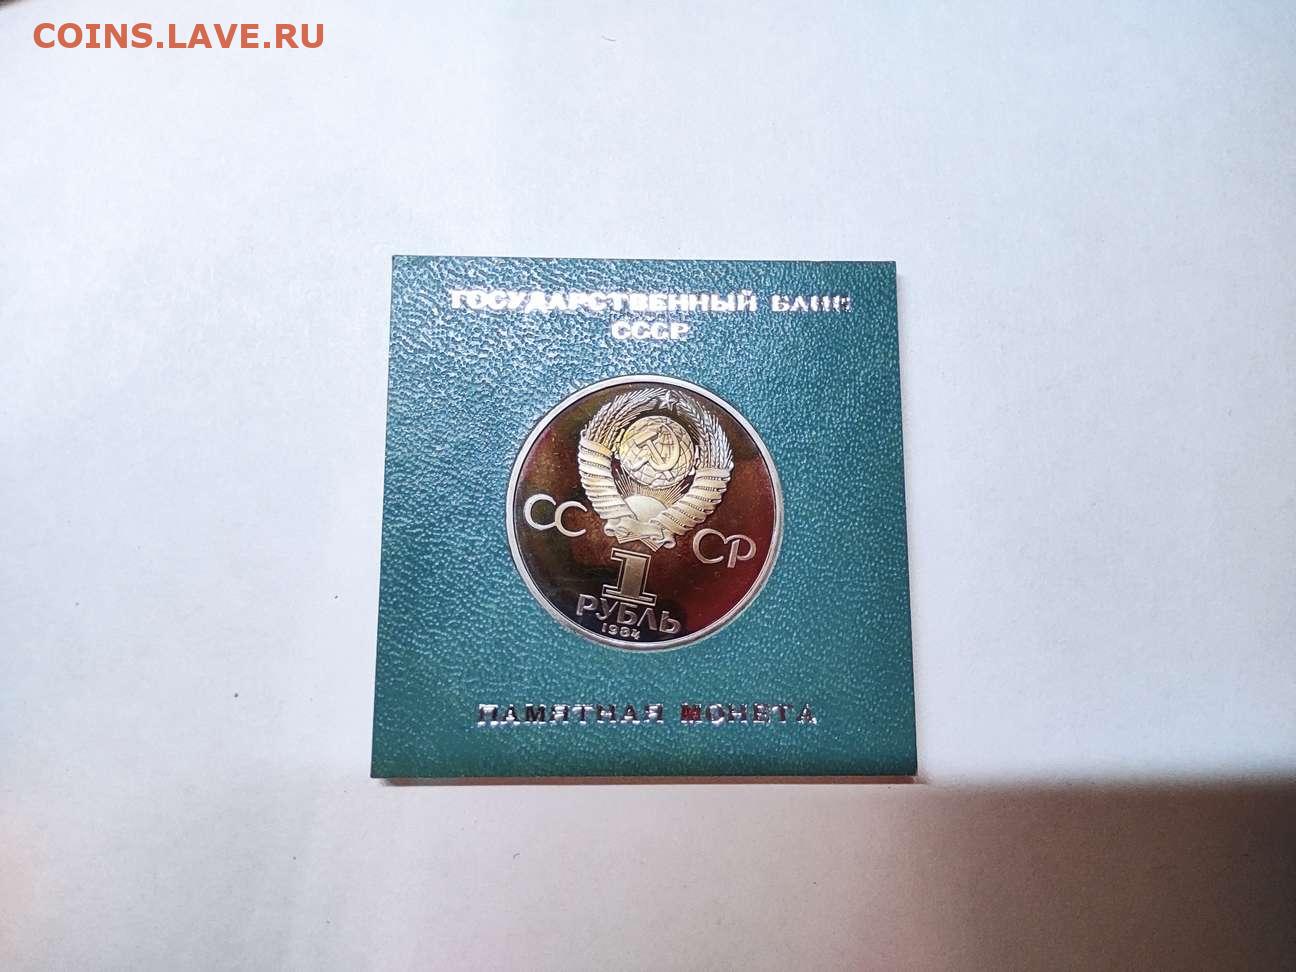 COINS.LAVE.RU
ГОСУДАРСТВЕННЫЙ БАНК
СССР
СС СР
1
РУБЛЬ
1984
ПАМЯТНАЯ МОНЕТА